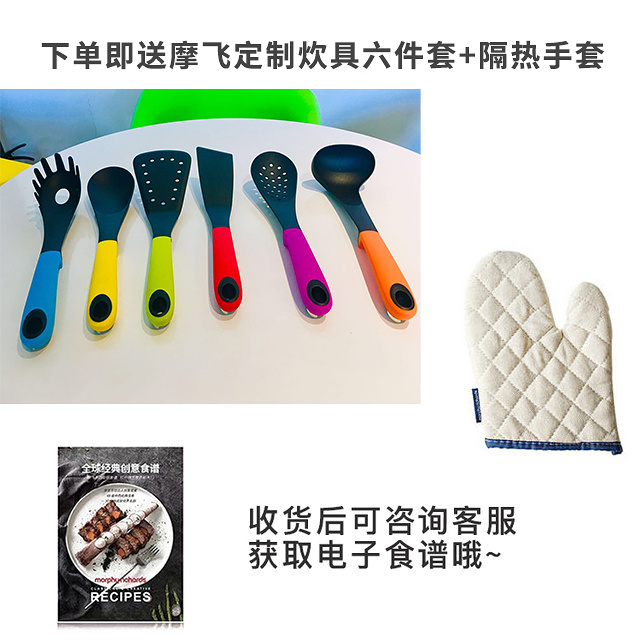 下单即送摩飞定制炊具六件套+隔热手套
全球经典创意食谱
morphyrichards
RECIPES
收货后可咨询客服
获取电子食谱哦~